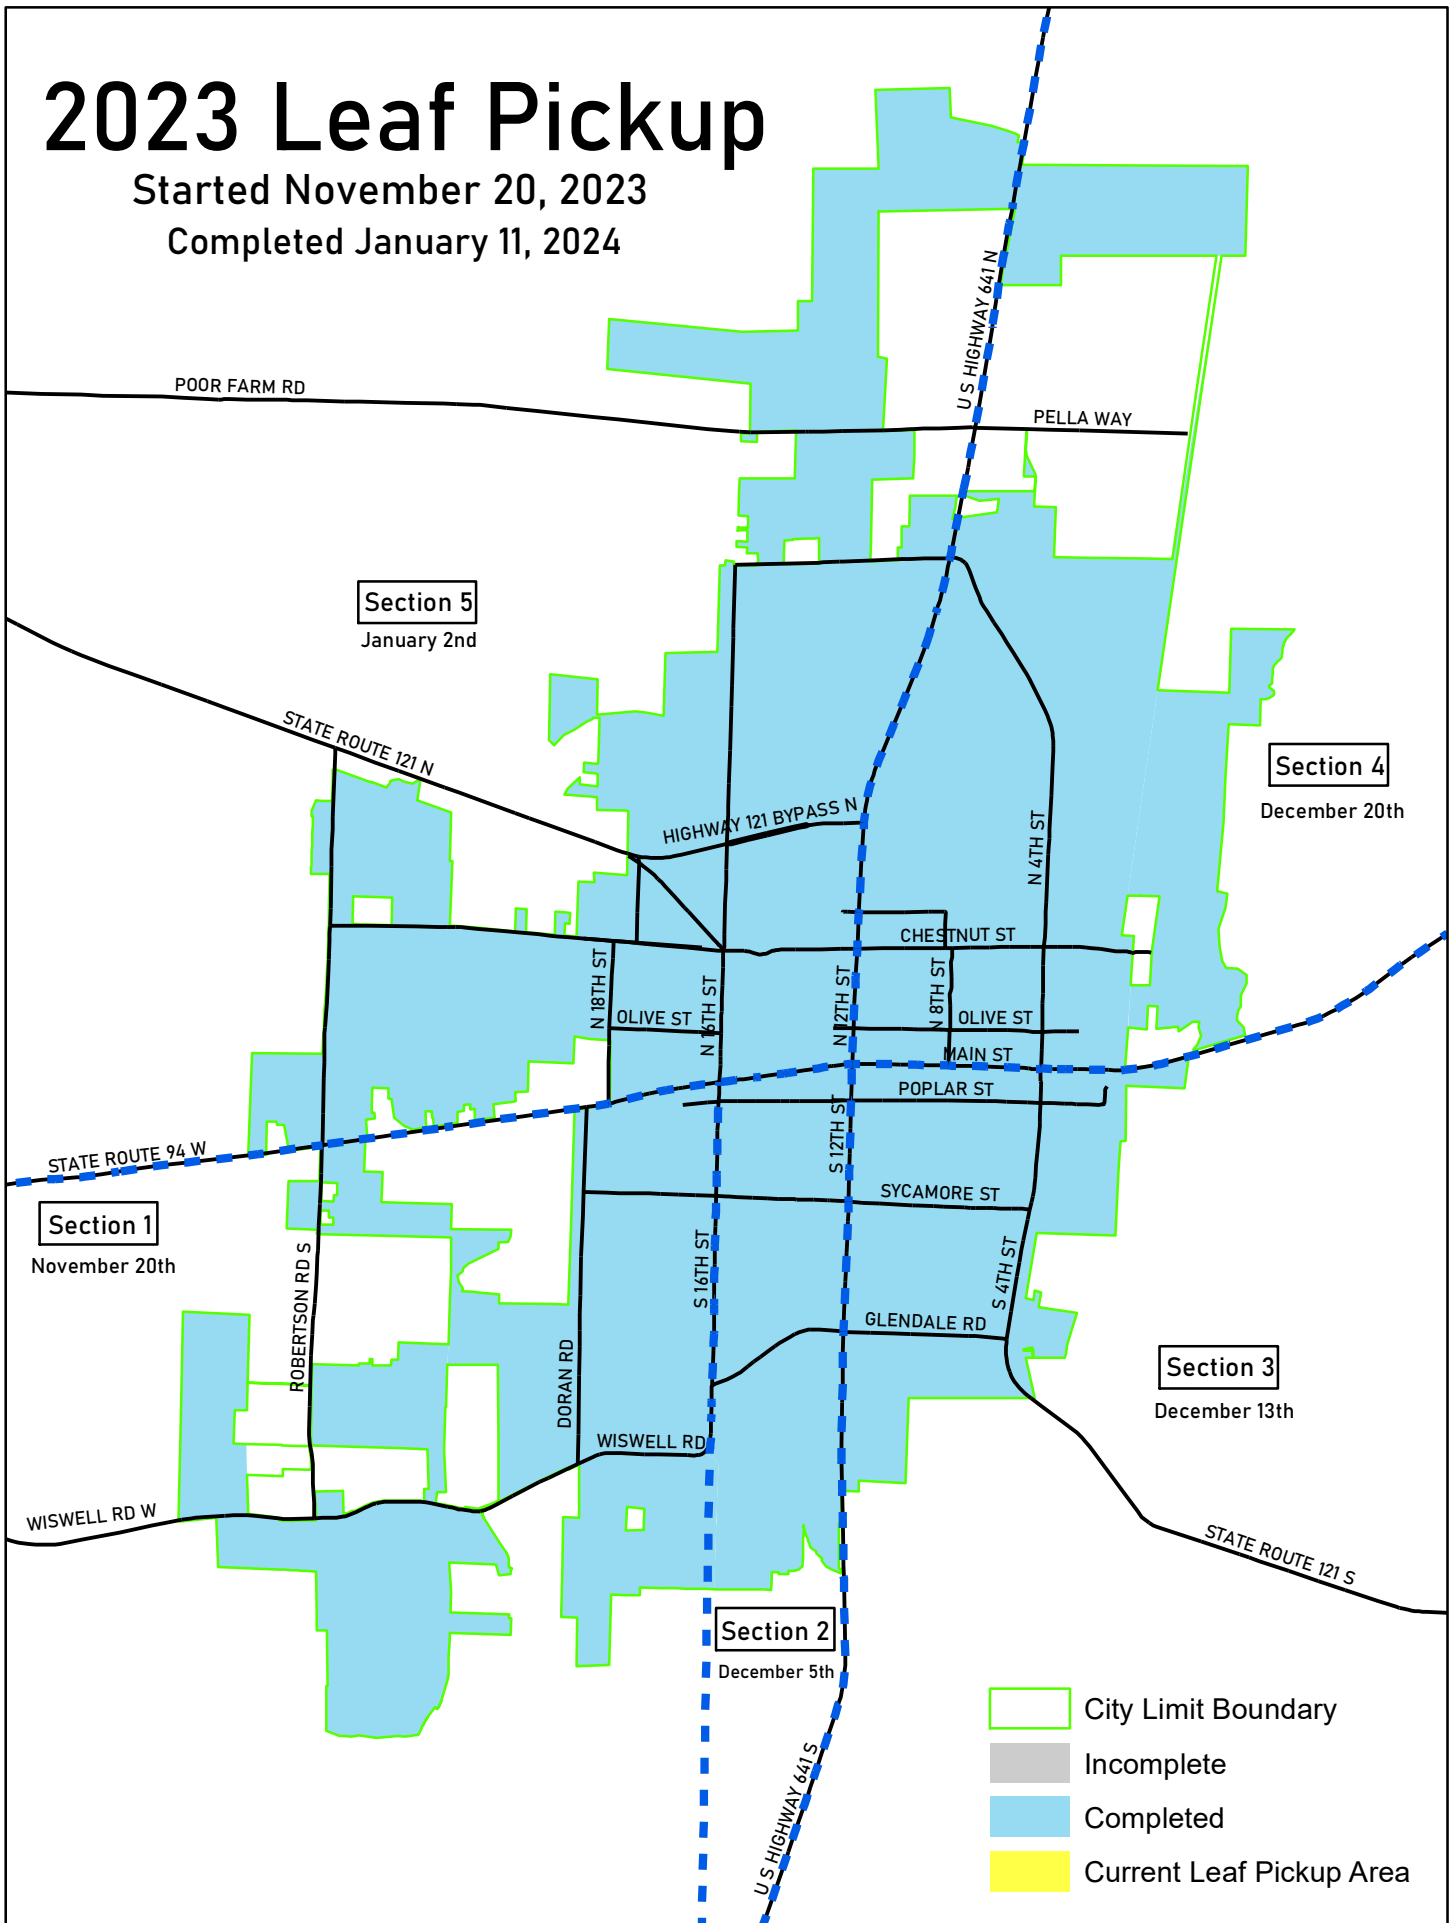 2023 Leaf Pickup
Started November 20, 2023
Completed January 11, 2024
U S HIGHWAY 641 N
POOR FARM RD
PELLA WAY
Section 5
January 2nd
STATE ROUTE 121 N
Section 4
December 20th
HIGHWAY 121 BYPASS N
N 4TH ST
CHESTNUT ST
N 18TH ST
N 16TH ST
N 12TH ST
N 8TH ST
OLIVE ST
OLIVE ST
MAIN ST
POPLAR ST
S 12TH ST
STATE ROUTE 94 W
SYCAMORE ST
Section 1
November 20th
ROBERTSON RD S
S 16TH ST
S 4TH ST
GLENDALE RD
DORAN RD
Section 3
December 13th
WISWELL RD
WISWELL RD W
STATE ROUTE 121 S
Section 2
December 5th
U S HIGHWAY 641 S
City Limit Boundary
Incomplete
Completed
Current Leaf Pickup Area